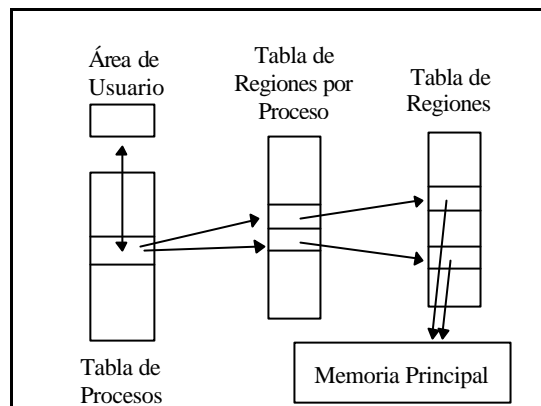 Área de
Usuario
Tabla de
Regiones por
Proceso
Tabla de
Regiones
Tabla de
Procesos
Memoria Principal